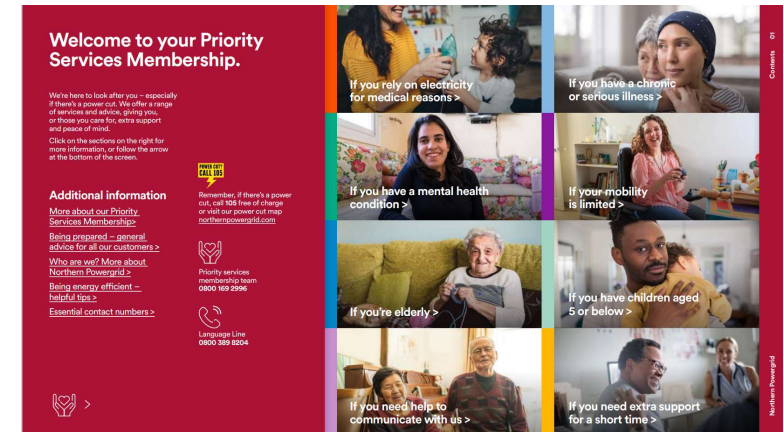 Welcome to your Priority
Services Membership.
We're here to look after you – especially
if there's a power cut. We offer a range
of services and advice, giving you,
or those you care for, extra support
and peace of mind.
Click on the sections on the right for
more information, or follow the arrow
at the bottom of the screen.
Additional information
More about our Priority
Services Membership>
Being prepared – general
advice for all our customers >
Who are we? More about
Northern Powergrid >
Being energy efficient –
helpful tips >
Essential contact numbers >
POWER CUT?
CALL 105
Remember, if there's a power
cut, call 105 free of charge
or visit our power cut map
northernpowergrid.com
Priority services
membership team
0800 169 2996
Language Line
0800 389 8204
>
If you rely on electricity
for medical reasons >
If you have a chronic
or serious illness >
If you have a mental health
condition >
If your mobility
is limited >
If you're elderly >
If you have children aged
5 or below >
If you need help to
communicate with us >
If you need extra support
for a short time >
Contents 01
Northern Powergrid